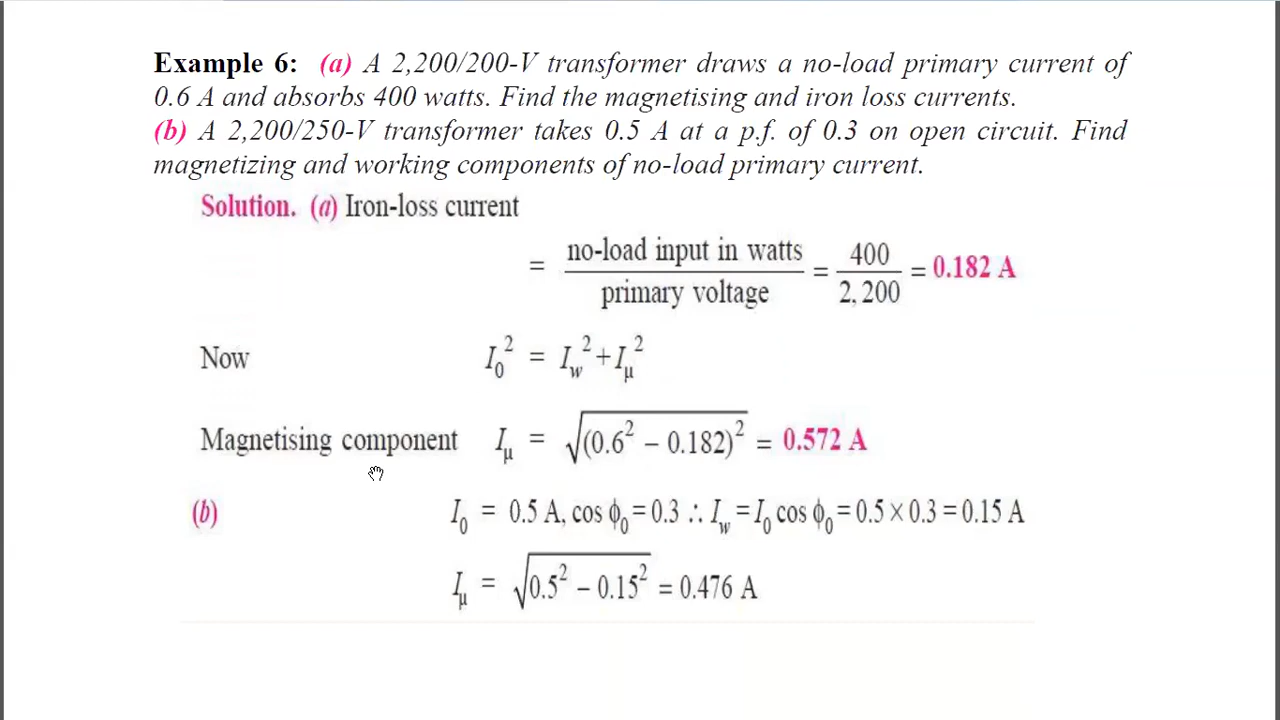 Example 6: (a) A 2,200/200-V transformer draws a no-load primary current of
0.6 A and absorbs 400 watts. Find the magnetising and iron loss currents.
(b) A 2,200/250-V transformer takes 0.5 A at a p.f. of 0.3 on open circuit. Find
magnetizing and working components of no-load primary current.
Solution. (a) Iron-loss current
= no-load input in watts / primary voltage = 400 / 2,200 = 0.182 A
Now I₀² = I_w² + I_μ²
Magnetising component I_μ = √(0.6² − 0.182)² = 0.572 A
(b) I₀ = 0.5 A, cos ϕ₀ = 0.3 ∴ I_w = I₀ cos ϕ₀ = 0.5 × 0.3 = 0.15 A
I_μ = √0.5² − 0.15² = 0.476 A